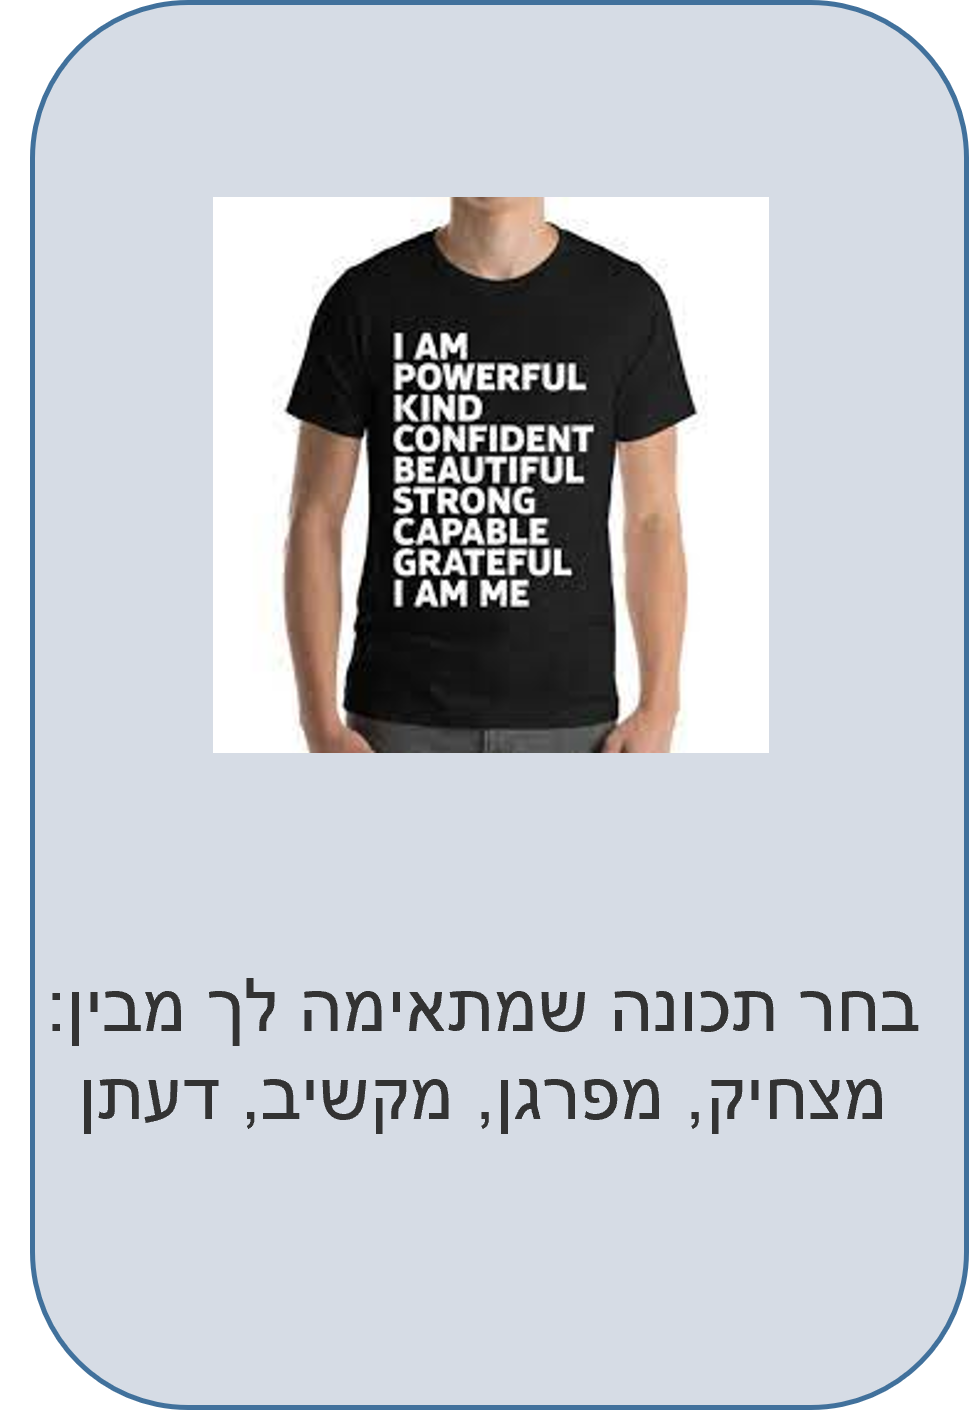 I AM
POWERFUL
KIND
CONFIDENT
BEAUTIFUL
STRONG
CAPABLE
GRATEFUL
I AM ME
בחר תכונה שמתאימה לך מבין:
מצחיק, מפרגן, מקשיב, דעתן